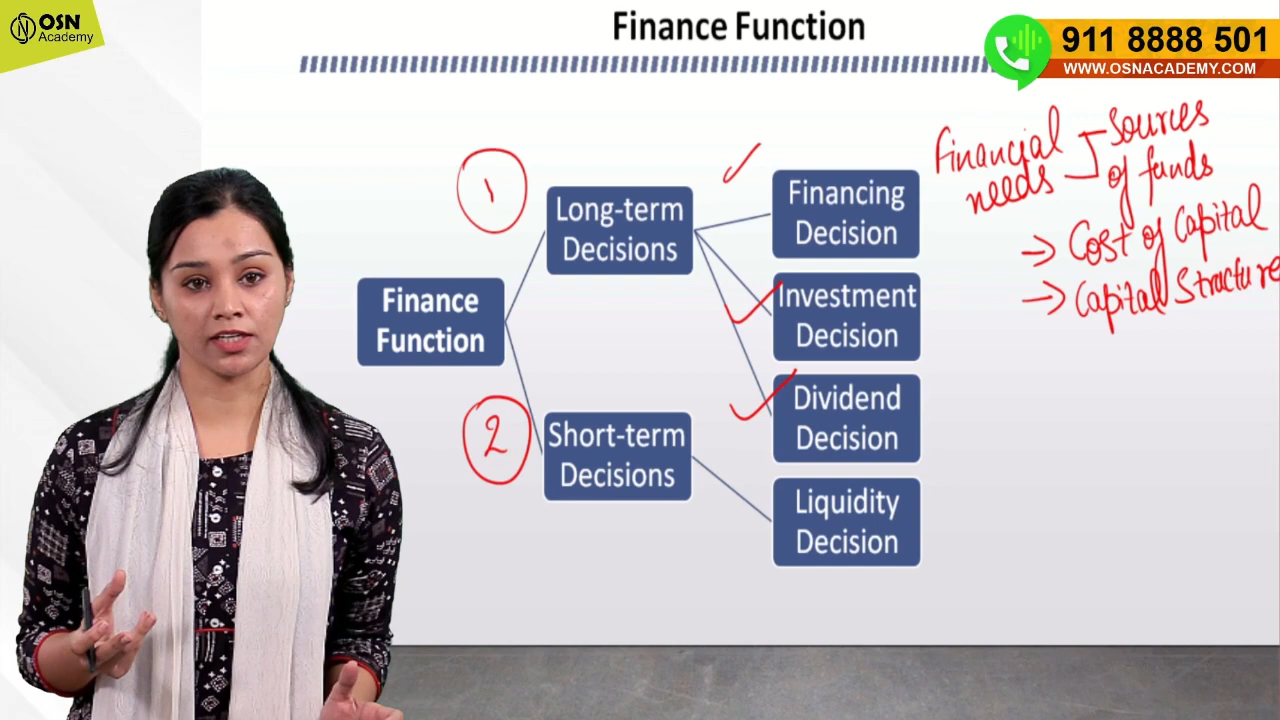 OSN
Academy
Finance Function
911 8888 501
WWW.OSNACADEMY.COM
Finance
Function
1
Long-term
Decisions
2
Short-term
Decisions
Financing
Decision
Investment
Decision
Dividend
Decision
Liquidity
Decision
Financial
needs
Sources
of funds
→ Cost of Capital
→ Capital Structure